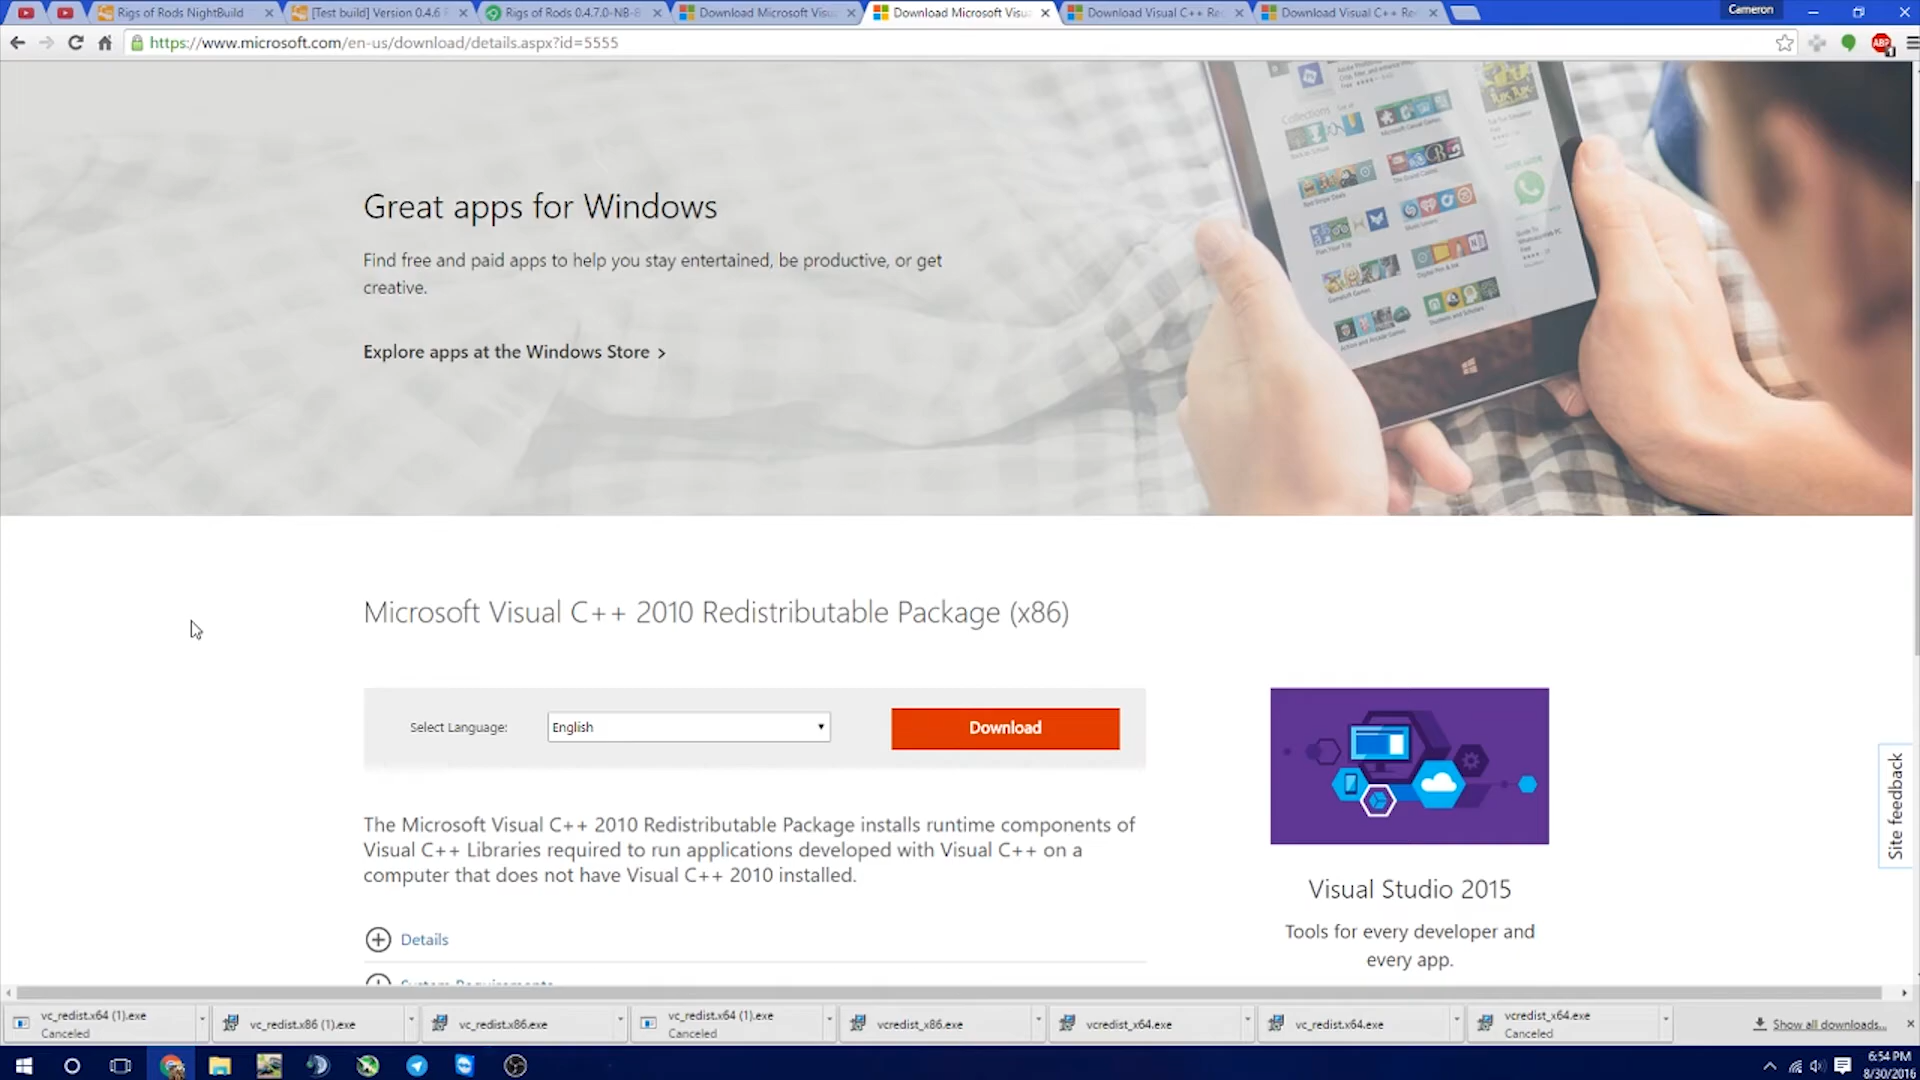 Rigs of Rods NightBuild
[Test build] Version 0.4.6
Rigs of Rods 0.4.7.0-NB-
Download Microsoft Visu
Download Microsoft Visu
Download Visual C++ Re
Download Visual C++ Re
Cameron
https://www.microsoft.com/en-us/download/details.aspx?id=5555
ABP
1
Great apps for Windows
Find free and paid apps to help you stay entertained, be productive, or get
creative.
Explore apps at the Windows Store >
Collections
Microsoft Visual C++ 2010 Redistributable Package (x86)
Select Language:
English
Download
The Microsoft Visual C++ 2010 Redistributable Package installs runtime components of
Visual C++ Libraries required to run applications developed with Visual C++ on a
computer that does not have Visual C++ 2010 installed.
Details
System Requirements
Visual Studio 2015
Tools for every developer and
every app.
Site feedback
vc_redist.x64 (1).exe
Canceled
vc_redist.x86 (1).exe
vc_redist.x86.exe
vc_redist.x64 (1).exe
Canceled
vcredist_x86.exe
vcredist_x64.exe
vc_redist.x64.exe
vcredist_x64.exe
Canceled
Show all downloads...
6:54 PM
8/30/2016